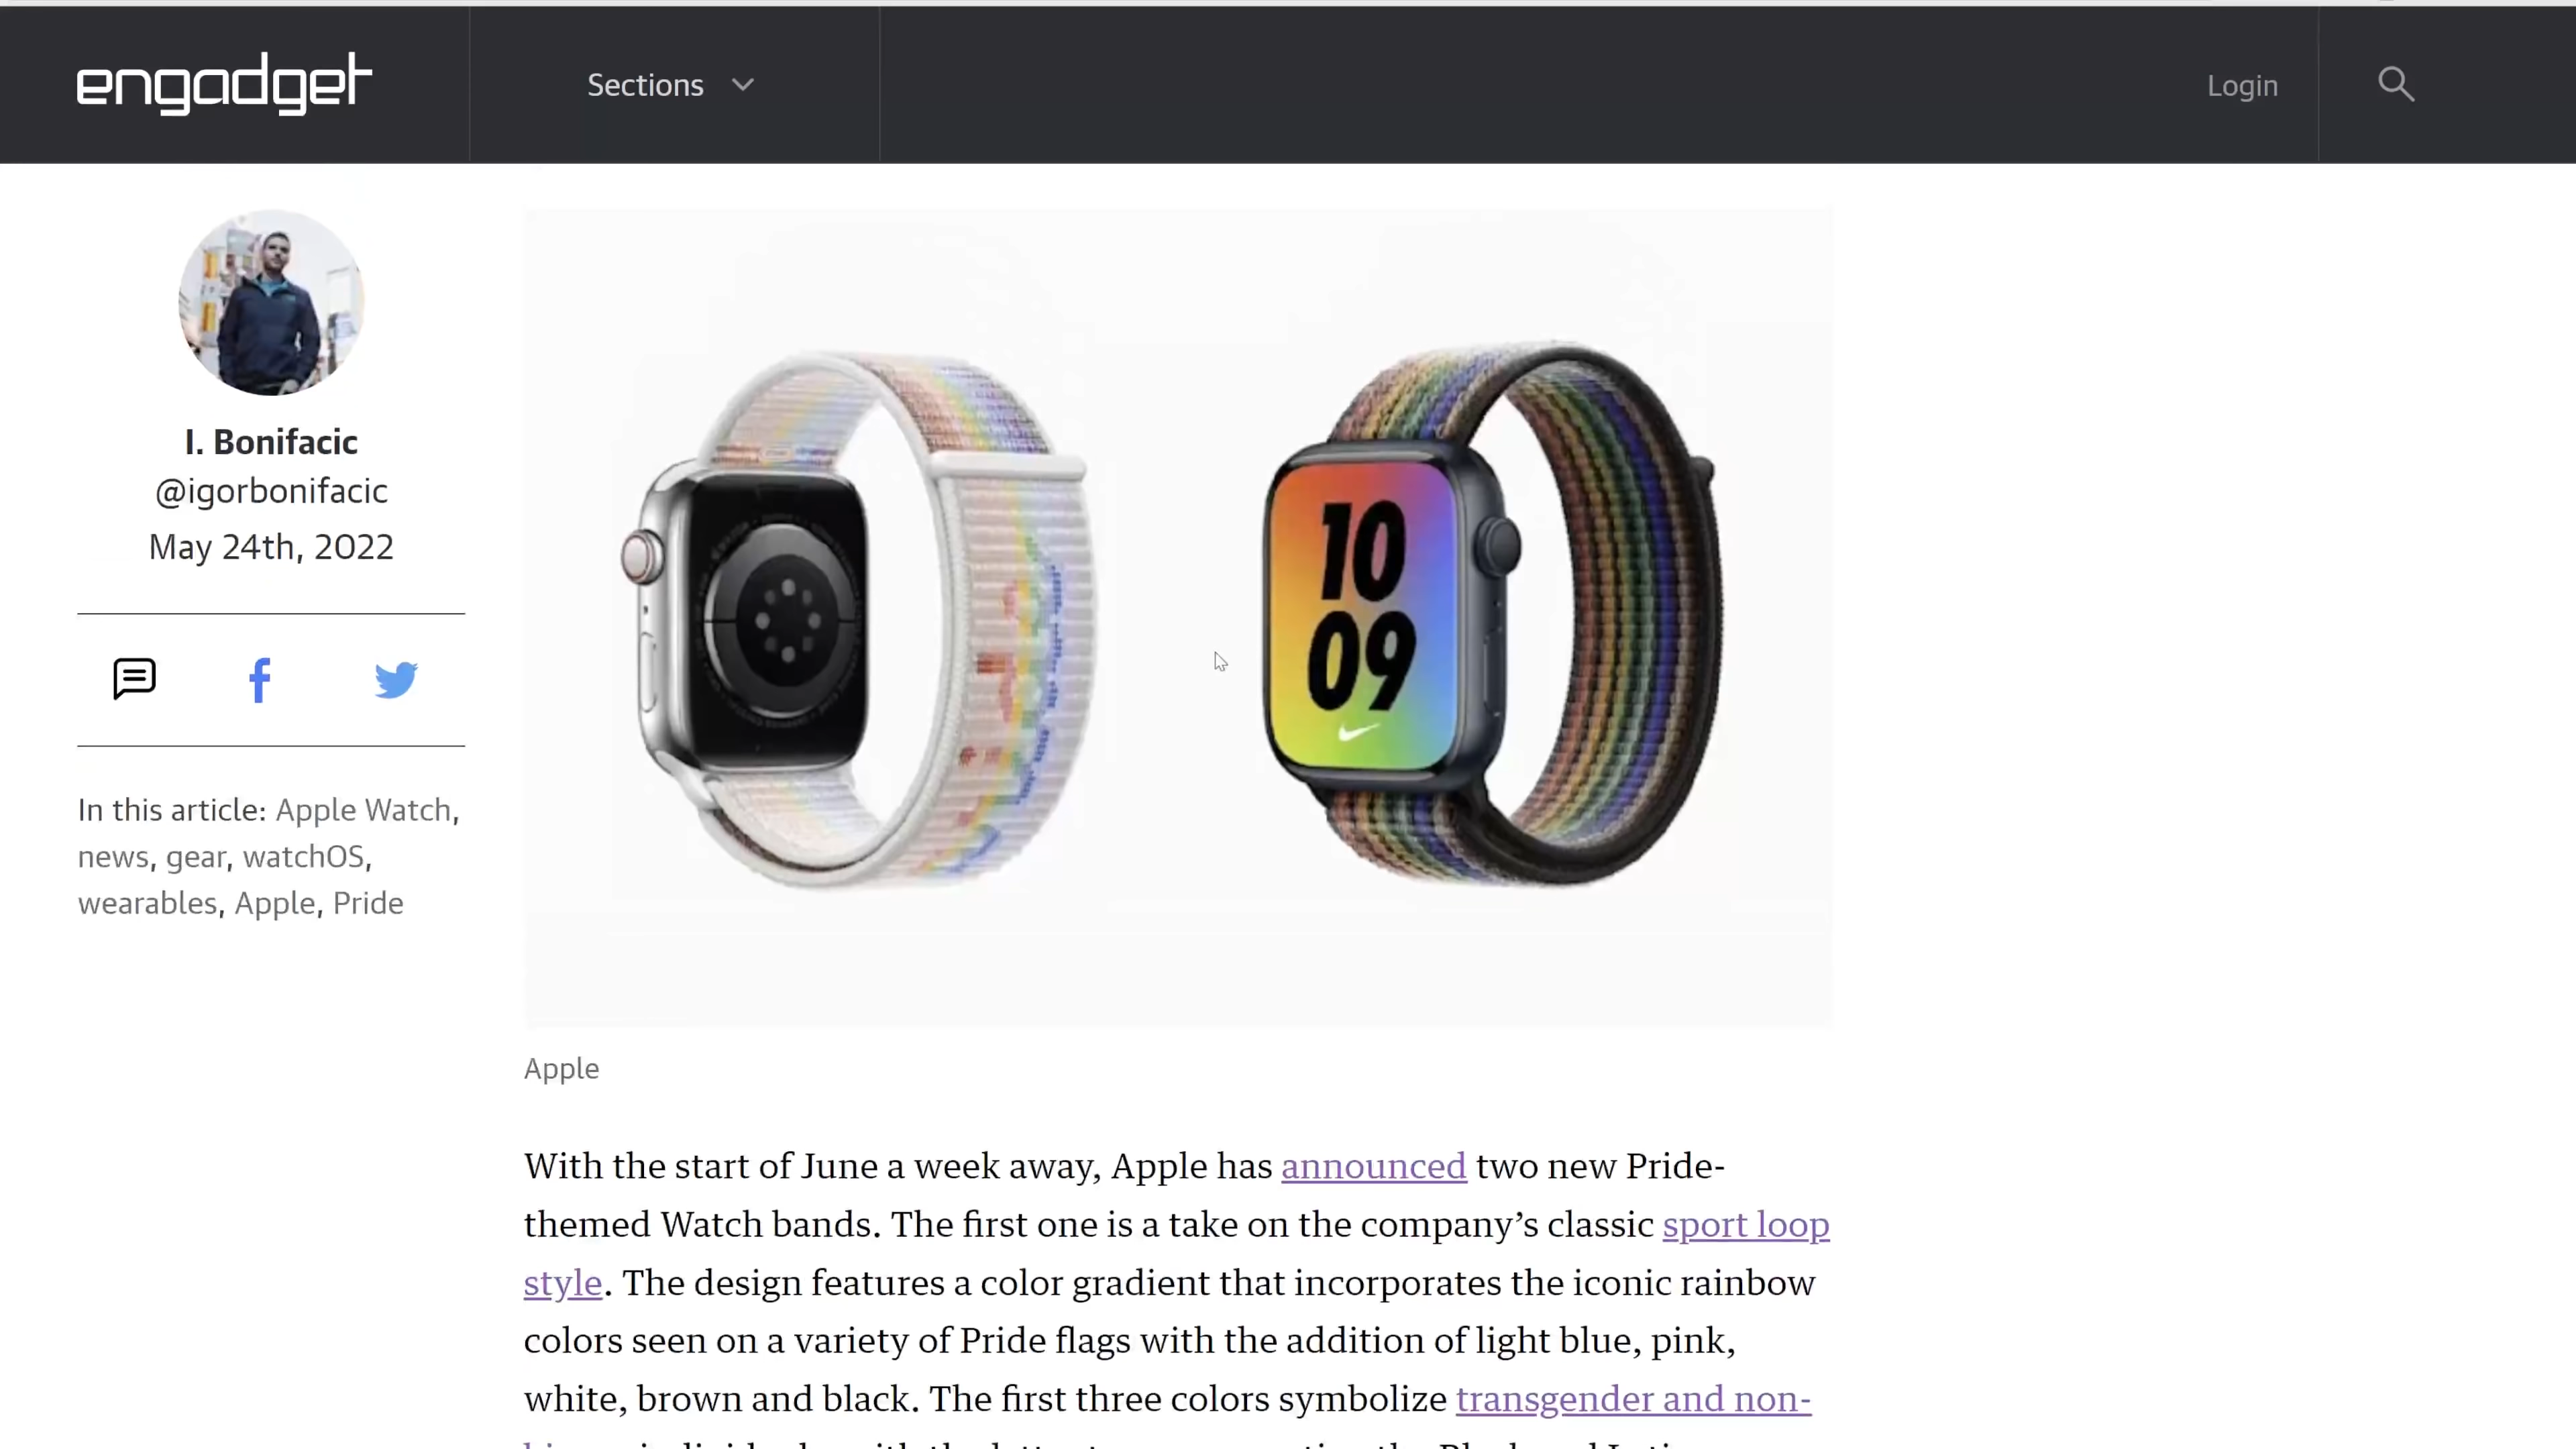 engadget
Sections
Login
I. Bonifacic
@igorbonifacic
May 24th, 2022
In this article: Apple Watch,
news, gear, watchOS,
wearables, Apple, Pride
10
09
Apple
With the start of June a week away, Apple has announced two new Pride-
themed Watch bands. The first one is a take on the company’s classic sport loop
style. The design features a color gradient that incorporates the iconic rainbow
colors seen on a variety of Pride flags with the addition of light blue, pink,
white, brown and black. The first three colors symbolize transgender and non-